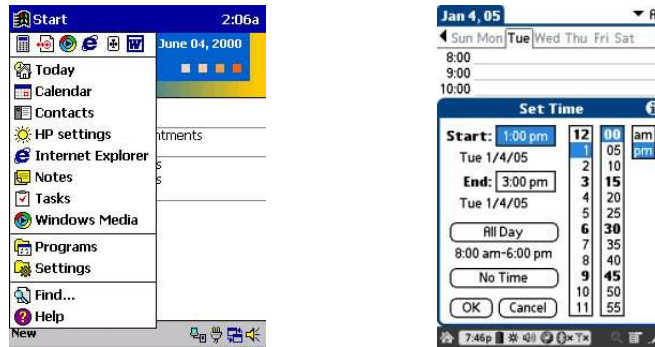 Start 2:06a
June 04, 2000
Today
Calendar
Contacts
HP settings
ntments
Internet Explorer
Notes
Tasks
Windows Media
Programs
Settings
Find...
Help
New
Jan 4, 05
Sun Mon Tue Wed Thu Fri Sat
8:00
9:00
10:00
Set Time
Start: 1:00 pm
Tue 1/4/05
End: 3:00 pm
Tue 1/4/05
All Day
8:00 am-6:00 pm
No Time
OK Cancel
12 00 am
1 05 pm
2 10
3 15
4 20
5 25
6 30
7 35
8 40
9 45
10 50
11 55
7:46p